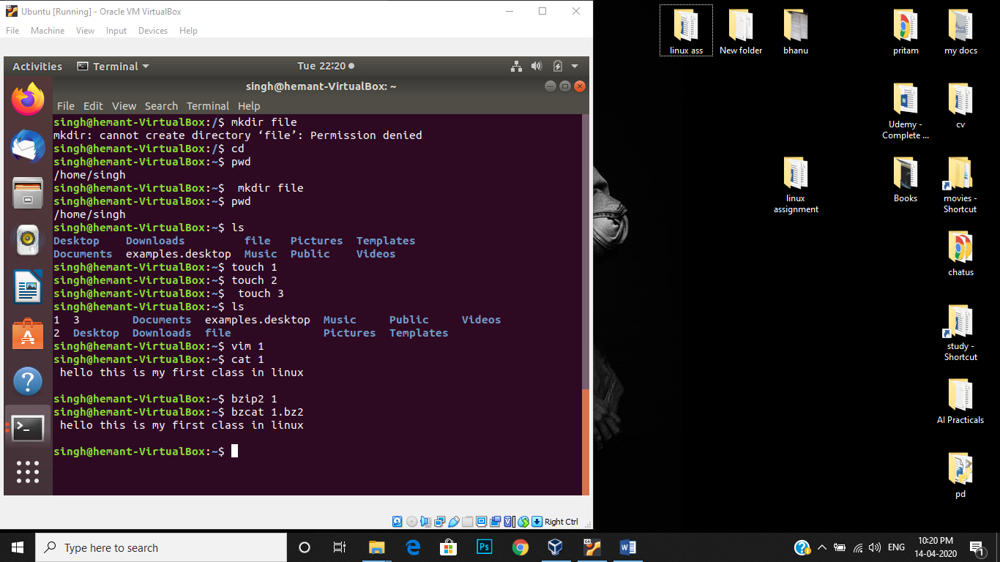 Ubuntu [Running] - Oracle VM VirtualBox
File Machine View Input Devices Help
Activities Terminal Tue 22:20
singh@hemant-VirtualBox: ~
File Edit View Search Terminal Help
singh@hemant-VirtualBox:/$ mkdir file
mkdir: cannot create directory ‘file’: Permission denied
singh@hemant-VirtualBox:/$ cd
singh@hemant-VirtualBox:~$ pwd
/home/singh
singh@hemant-VirtualBox:~$  mkdir file
singh@hemant-VirtualBox:~$ pwd
/home/singh
singh@hemant-VirtualBox:~$ ls
Desktop    Downloads         file   Pictures  Templates
Documents  examples.desktop  Music  Public    Videos
singh@hemant-VirtualBox:~$ touch 1
singh@hemant-VirtualBox:~$ touch 2
singh@hemant-VirtualBox:~$  touch 3
singh@hemant-VirtualBox:~$ ls
1  3        Documents  examples.desktop  Music     Public     Videos
2  Desktop  Downloads  file              Pictures  Templates
singh@hemant-VirtualBox:~$ vim 1
singh@hemant-VirtualBox:~$ cat 1
 hello this is my first class in linux
singh@hemant-VirtualBox:~$ bzip2 1
singh@hemant-VirtualBox:~$ bzcat 1.bz2
 hello this is my first class in linux
singh@hemant-VirtualBox:~$
Right Ctrl
linux ass
New folder
bhanu
pritam
my docs
Udemy -
Complete ...
cv
linux
assignment
Books
movies -
Shortcut
chatus
study -
Shortcut
AI Practicals
pd
Type here to search
Ps
ENG
10:20 PM
14-04-2020
1